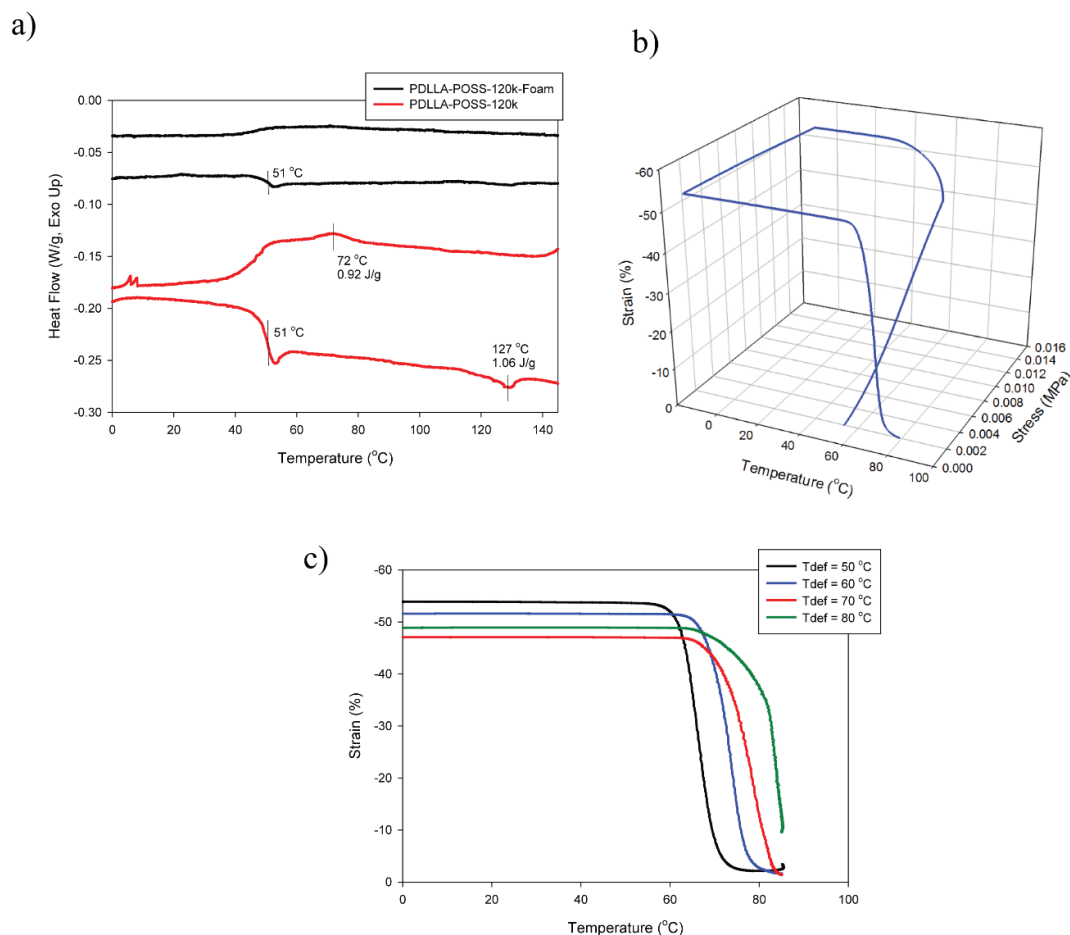 a)
PDLLA-POSS-120k-Foam
PDLLA-POSS-120k
0.00
-0.05
-0.10
-0.15
-0.20
-0.25
-0.30
Heat Flow (W/g, Exo Up)
51 °C
72 °C
0.92 J/g
51 °C
127 °C
1.06 J/g
0 20 40 60 80 100 120 140
Temperature (°C)
b)
-60
-50
-40
-30
-20
-10
0
Strain (%)
0 20 40 60 80 100
Temperature (°C)
0.016
0.014
0.012
0.010
0.008
0.006
0.004
0.002
0.000
Stress (MPa)
c)
Tdef = 50 °C
Tdef = 60 °C
Tdef = 70 °C
Tdef = 80 °C
-60
-50
-40
-30
-20
-10
0
Strain (%)
0 20 40 60 80 100
Temperature (°C)